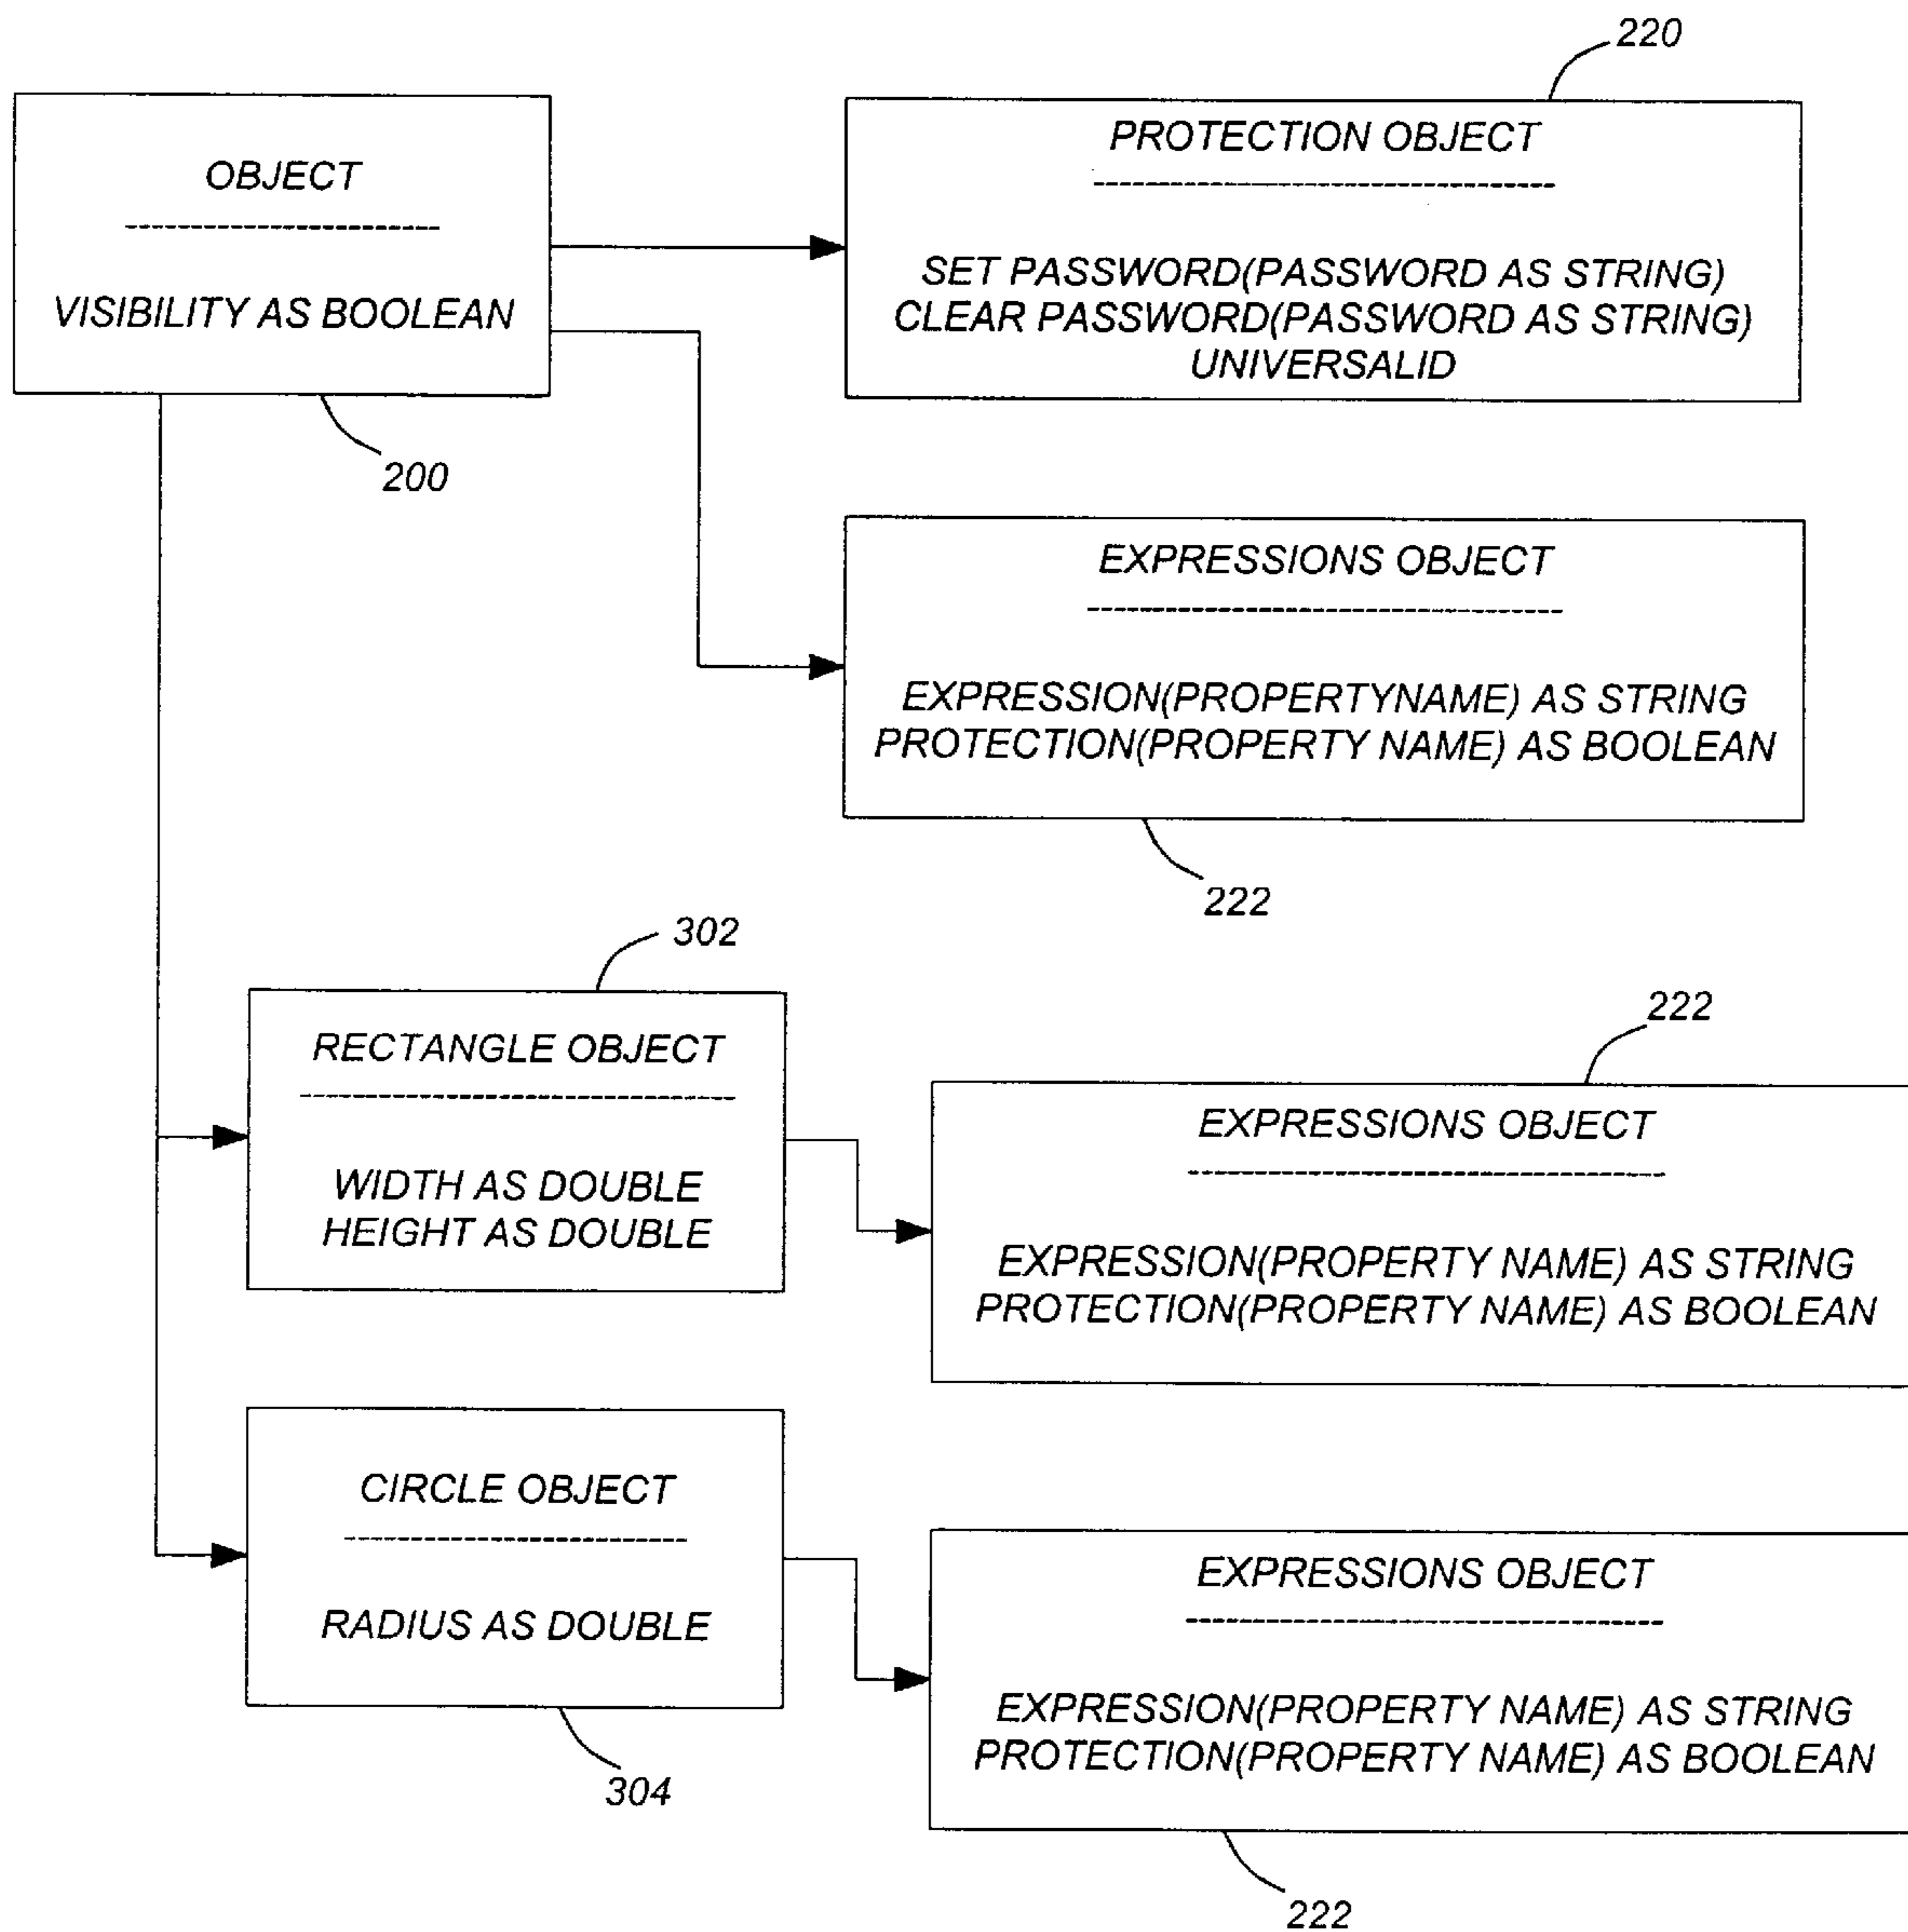 220
OBJECT
VISIBILITY AS BOOLEAN
200
PROTECTION OBJECT
SET PASSWORD(PASSWORD AS STRING)
CLEAR PASSWORD(PASSWORD AS STRING)
UNIVERSALID
EXPRESSIONS OBJECT
EXPRESSION(PROPERTYNAME) AS STRING
PROTECTION(PROPERTY NAME) AS BOOLEAN
222
302
RECTANGLE OBJECT
WIDTH AS DOUBLE
HEIGHT AS DOUBLE
222
EXPRESSIONS OBJECT
EXPRESSION(PROPERTY NAME) AS STRING
PROTECTION(PROPERTY NAME) AS BOOLEAN
CIRCLE OBJECT
RADIUS AS DOUBLE
304
EXPRESSIONS OBJECT
EXPRESSION(PROPERTY NAME) AS STRING
PROTECTION(PROPERTY NAME) AS BOOLEAN
222